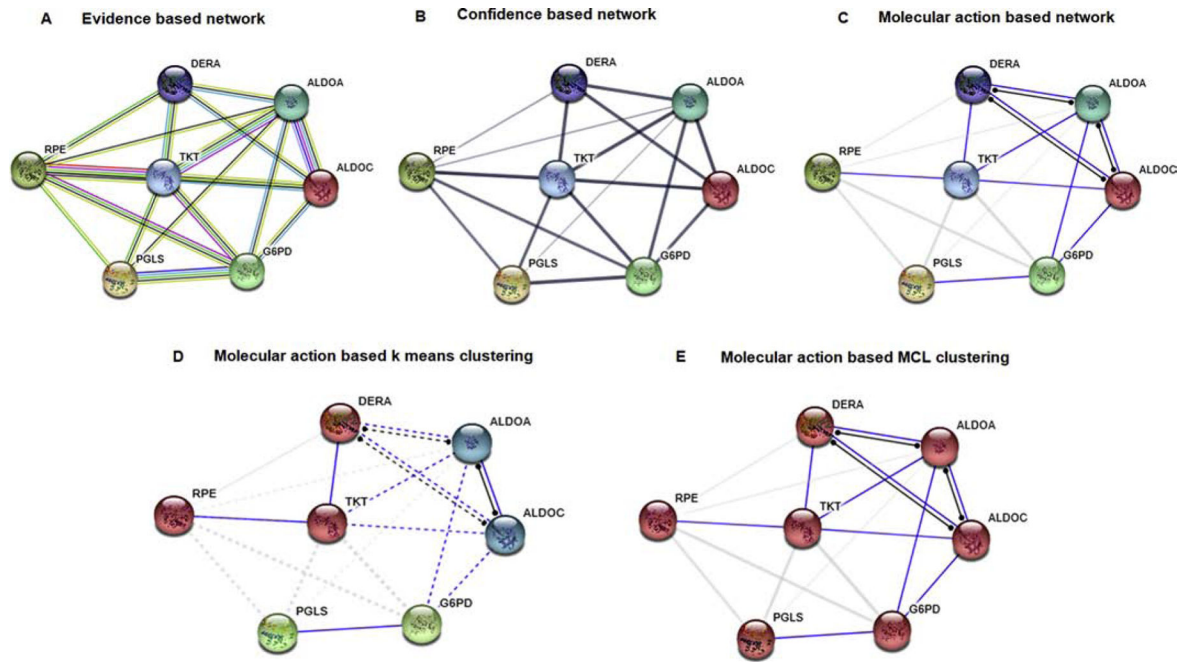 A Evidence based network
B Confidence based network
C Molecular action based network
DERA
ALDOA
RPE
TKT
ALDOC
PGLS
G6PD
DERA
ALDOA
RPE
TKT
ALDOC
PGLS
G6PD
DERA
ALDOA
RPE
TKT
ALDOC
PGLS
G6PD
D Molecular action based k means clustering
E Molecular action based MCL clustering
DERA
ALDOA
RPE
TKT
ALDOC
PGLS
G6PD
DERA
ALDOA
RPE
TKT
ALDOC
PGLS
G6PD